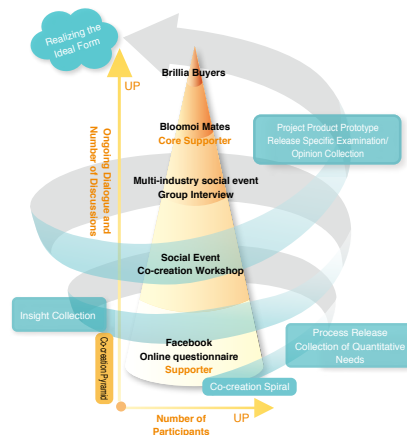 Realizing the
Ideal Form
UP
Ongoing Dialogue and
Number of Discussions
Brillia Buyers
Bloomoi Mates
Core Supporter
Project Product Prototype
Release Specific Examination/
Opinion Collection
Multi-industry social event
Group Interview
Social Event
Co-creation Workshop
Insight Collection
Facebook
Online questionnaire
Supporter
Process Release
Collection of Quantitative
Needs
Co-creation Pyramid
Co-creation Spiral
Number of
Participants
UP